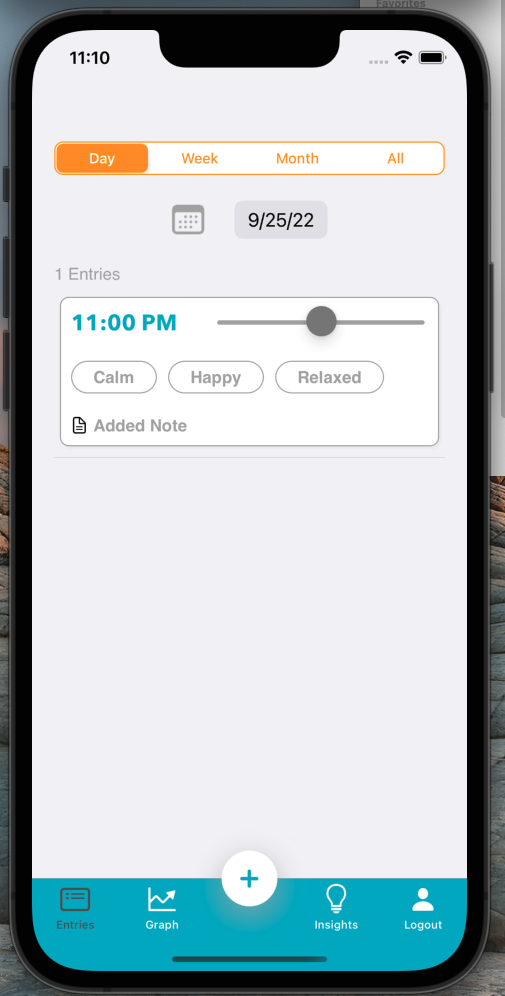 Favorites
11:10
Day Week Month All
9/25/22
1 Entries
11:00 PM
Calm Happy Relaxed
Added Note
+
Entries Graph Insights Logout